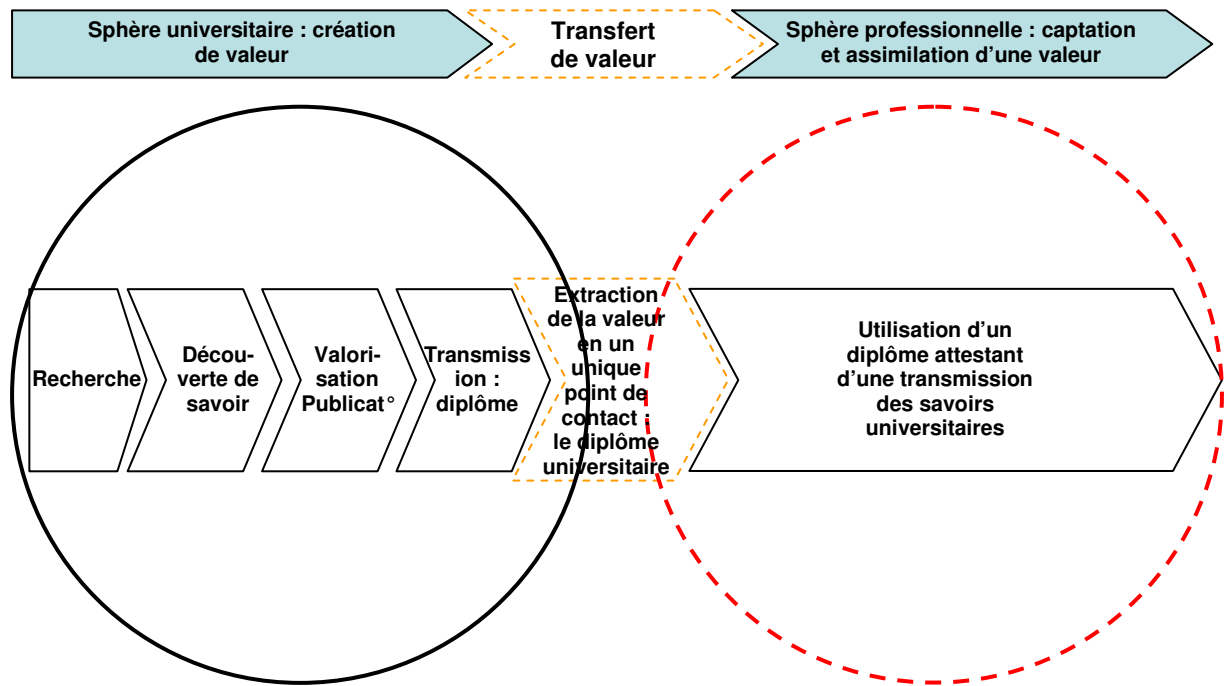 Sphère universitaire : création
de valeur
Transfert
de valeur
Sphère professionnelle : captation
et assimilation d'une valeur
Recherche
Décou-
verte de
savoir
Valori-
sation
Publicat°
Transmiss
ion :
diplôme
Extraction
de la valeur
en un
unique
point de
contact :
le diplôme
universitaire
Utilisation d'un
diplôme attestant
d'une transmission
des savoirs
universitaires